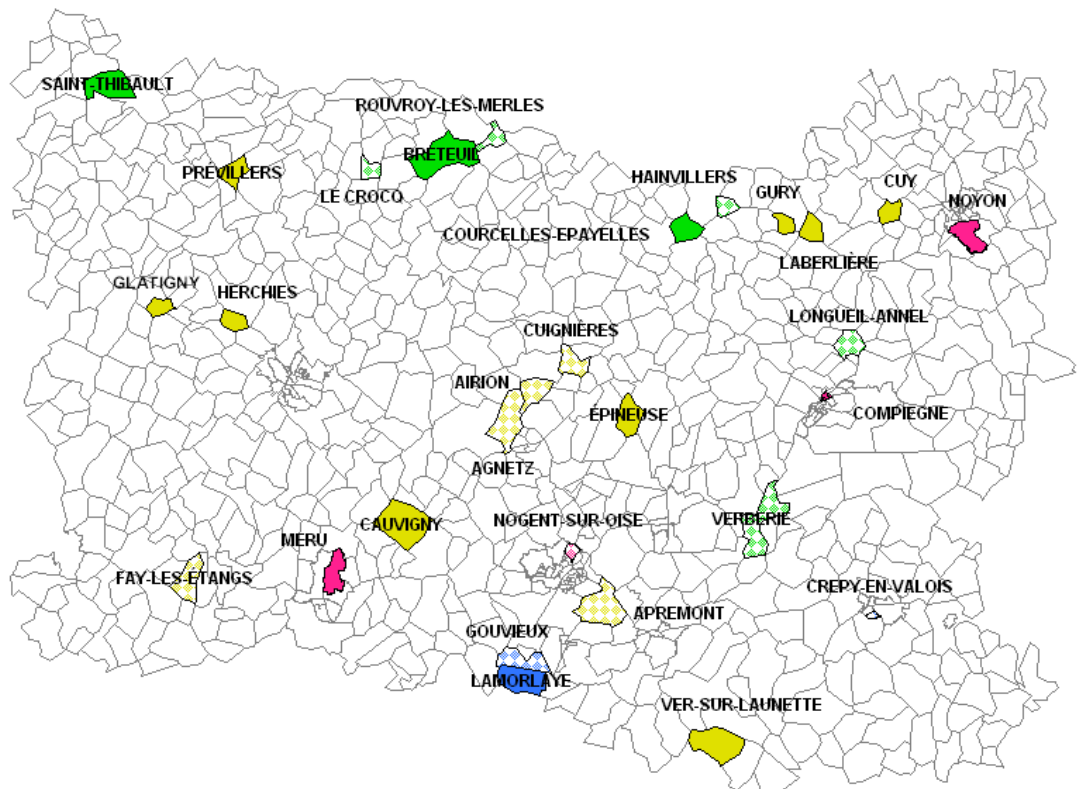 SAINT-THIBAULT
ROUVROY-LES-MERLES
BRETEUIL
PREVILLERS
LE CROCQ
HAINVILLERS
GURY
CUY
NOYON
COURCELLES-EPAYELLES
LABERLIÈRE
GLATIGNY
HERCHIES
LONGUEIL-ANNEL
CUIGNIÈRES
AIRION
ÉPINEUSE
COMPIEGNE
AGNETZ
CAUVIGNY
NOGENT-SUR-OISE
VERBERIE
MERU
FAY-LES-ETANGS
CREPY-EN-VALOIS
APREMONT
GOUVIEUX
LAMORLAYE
VER-SUR-LAUNETTE